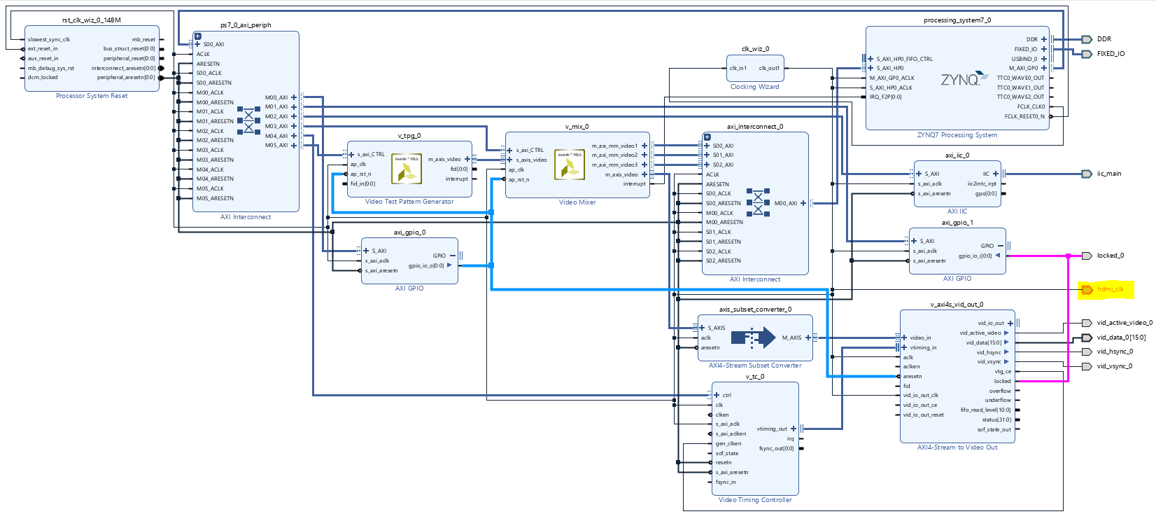 rst_clk_wiz_0_148M
slowest_sync_clk
ext_reset_in
aux_reset_in
mb_debug_sys_rst
dcm_locked
mb_reset
bus_struct_reset[0:0]
peripheral_reset[0:0]
interconnect_aresetn[0:0]
peripheral_aresetn[0:0]
Processor System Reset
ps7_0_axi_periph
S00_AXI
ACLK
ARESETN
S00_ACLK
S00_ARESETN
M00_ACLK
M00_ARESETN
M01_ACLK
M01_ARESETN
M02_ACLK
M02_ARESETN
M03_ACLK
M03_ARESETN
M04_ACLK
M04_ARESETN
M05_ACLK
M05_ARESETN
M00_AXI
M01_AXI
M02_AXI
M03_AXI
M04_AXI
M05_AXI
AXI Interconnect
v_tpg_0
s_axi_CTRL
ap_clk
ap_rst_n
fid_in[0:0]
m_axis_video
fid[0:0]
interrupt
Video Test Pattern Generator
axi_gpio_0
S_AXI
s_axi_aclk
s_axi_aresetn
GPIO
gpio_io_o[0:0]
AXI GPIO
v_mix_0
s_axi_CTRL
s_axis_video
ap_clk
ap_rst_n
m_axi_mm_video1
m_axi_mm_video2
m_axi_mm_video3
m_axis_video
interrupt
Video Mixer
clk_wiz_0
clk_in1
clk_out1
Clocking Wizard
axi_interconnect_0
S00_AXI
S01_AXI
S02_AXI
ACLK
ARESETN
S00_ACLK
S00_ARESETN
M00_ACLK
M00_ARESETN
S01_ACLK
S01_ARESETN
S02_ACLK
S02_ARESETN
M00_AXI
AXI Interconnect
axis_subset_converter_0
S_AXIS
aclk
aresetn
M_AXIS
AXI4-Stream Subset Converter
v_tc_0
ctrl
clk
clken
s_axi_aclk
s_axi_aclken
gen_clken
sof_state
resetn
s_axi_aresetn
fsync_in
vtiming_out
irq
fsync_out[0:0]
Video Timing Controller
processing_system7_0
S_AXI_HP0_FIFO_CTRL
S_AXI_HP0
M_AXI_GP0_ACLK
S_AXI_HP0_ACLK
IRQ_F2P[0:0]
ZYNQ
DDR
FIXED_IO
USBIND_0
M_AXI_GP0
TTC0_WAVE0_OUT
TTC0_WAVE1_OUT
TTC0_WAVE2_OUT
FCLK_CLK0
FCLK_RESET0_N
ZYNQ7 Processing System
axi_iic_0
S_AXI
s_axi_aclk
s_axi_aresetn
IIC
iic2intc_irpt
gpo[0:0]
AXI IIC
axi_gpio_1
S_AXI
s_axi_aclk
s_axi_aresetn
GPIO
gpio_io_i[0:0]
AXI GPIO
v_axi4s_vid_out_0
video_in
vtiming_in
aclk
aclken
aresetn
fid
vid_io_out_clk
vid_io_out_ce
vid_io_out_reset
vid_io_out
vid_active_video
vid_data[15:0]
vid_hsync
vid_vsync
vtg_ce
locked
overflow
underflow
fifo_read_level[10:0]
status[31:0]
sof_state_out
AXI4-Stream to Video Out
DDR
FIXED_IO
iic_main
locked_0
hdmi_clk
vid_active_video_0
vid_data_0[15:0]
vid_hsync_0
vid_vsync_0